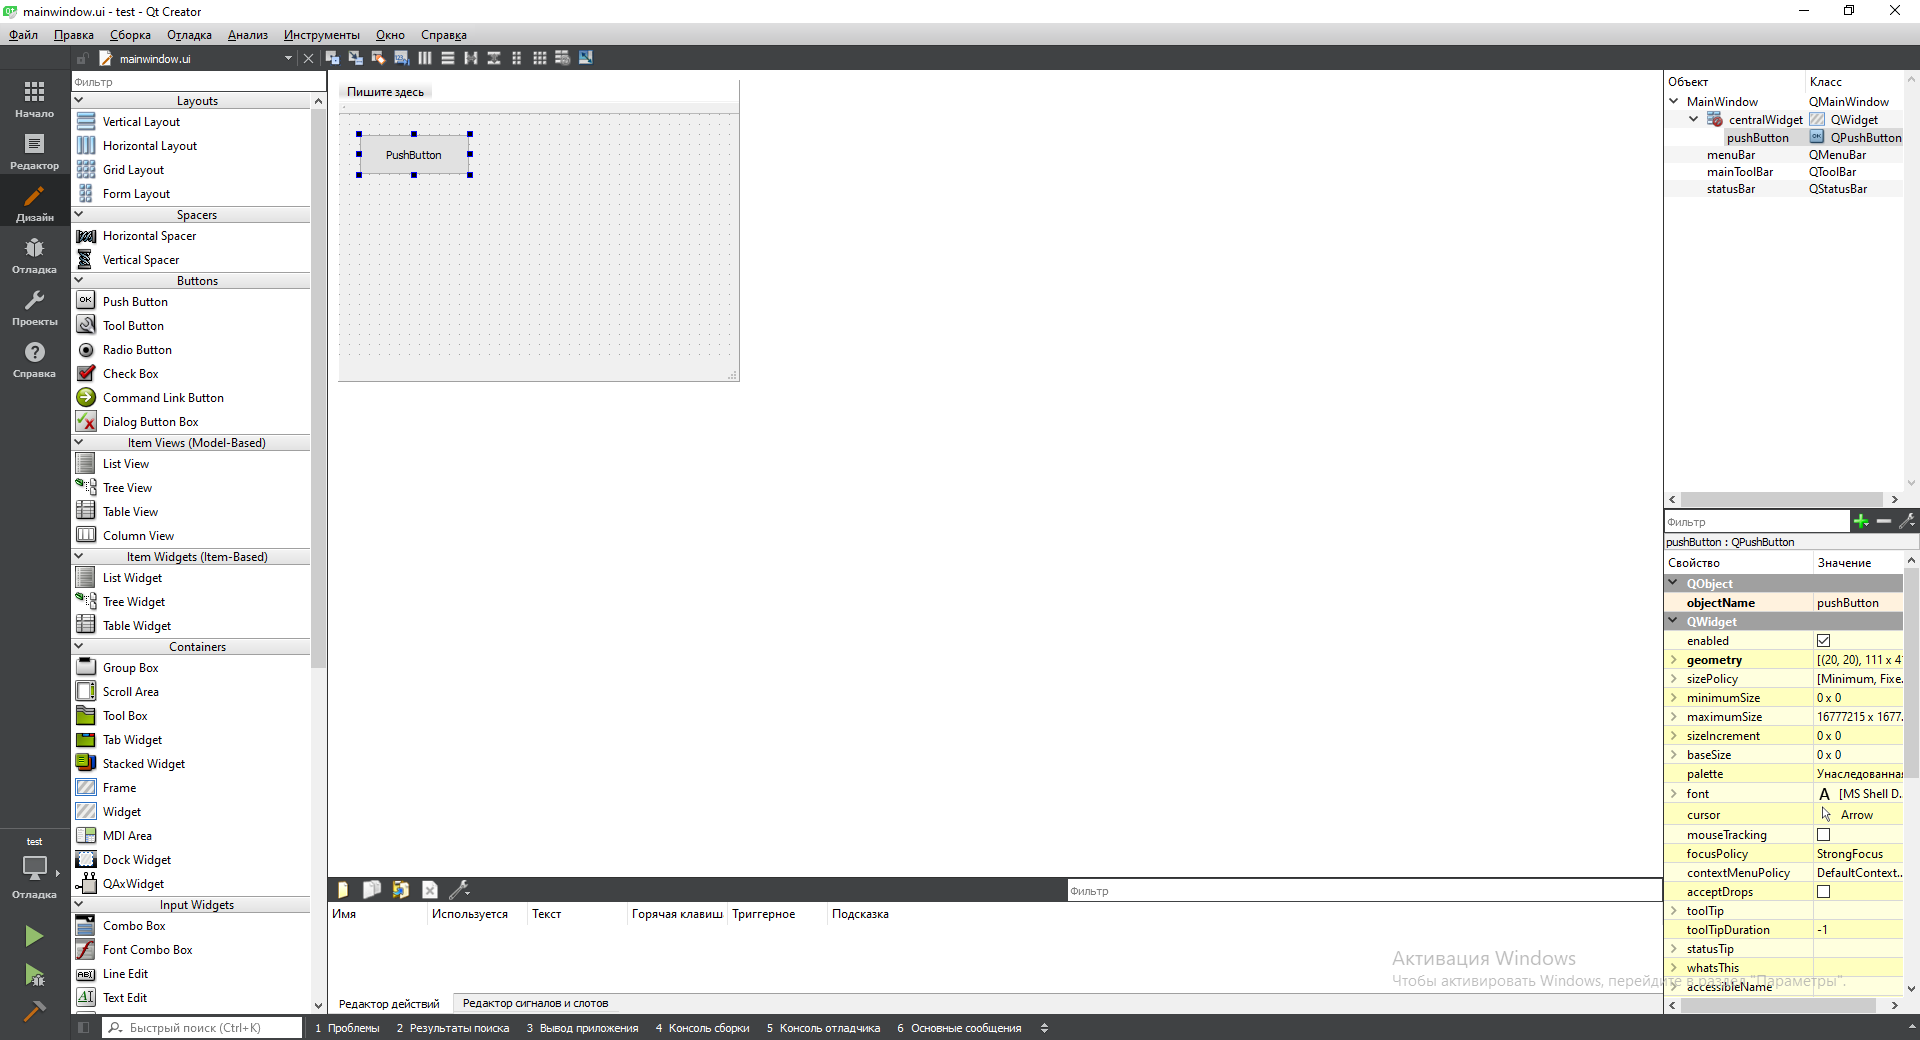 mainwindow.ui - test - Qt Creator
Файл Правка Сборка Отладка Анализ Инструменты Окно Справка
mainwindow.ui
Начало
Редактор
Дизайн
Отладка
Проекты
Справка
test
Отладка
Фильтр
Layouts
Vertical Layout
Horizontal Layout
Grid Layout
Form Layout
Spacers
Horizontal Spacer
Vertical Spacer
Buttons
Push Button
Tool Button
Radio Button
Check Box
Command Link Button
Dialog Button Box
Item Views (Model-Based)
List View
Tree View
Table View
Column View
Item Widgets (Item-Based)
List Widget
Tree Widget
Table Widget
Containers
Group Box
Scroll Area
Tool Box
Tab Widget
Stacked Widget
Frame
Widget
MDI Area
Dock Widget
QAxWidget
Input Widgets
Combo Box
Font Combo Box
Line Edit
Text Edit
Пишите здесь
PushButton
Фильтр
Имя Используется Текст Горячая клавиш Триггерное Подсказка
Редактор действий Редактор сигналов и слотов
Объект Класс
MainWindow QMainWindow
centralWidget QWidget
pushButton QPushButton
menuBar QMenuBar
mainToolBar QToolBar
statusBar QStatusBar
Фильтр
pushButton : QPushButton
Свойство Значение
QObject
objectName pushButton
QWidget
enabled
geometry [(20, 20), 111 x 4
sizePolicy [Minimum, Fixe...
minimumSize 0 x 0
maximumSize 16777215 x 1677...
sizeIncrement 0 x 0
baseSize 0 x 0
palette Унаследованная
font A [MS Shell D...
cursor Arrow
mouseTracking
focusPolicy StrongFocus
contextMenuPolicy DefaultContext...
acceptDrops
toolTip
toolTipDuration -1
statusTip
whatsThis
accessibleName
Активация Windows
Чтобы активировать Windows, перейдите в раздел "Параметры".
Быстрый поиск (Ctrl+K) 1 Проблемы 2 Результаты поиска 3 Вывод приложения 4 Консоль сборки 5 Консоль отладчика 6 Основные сообщения